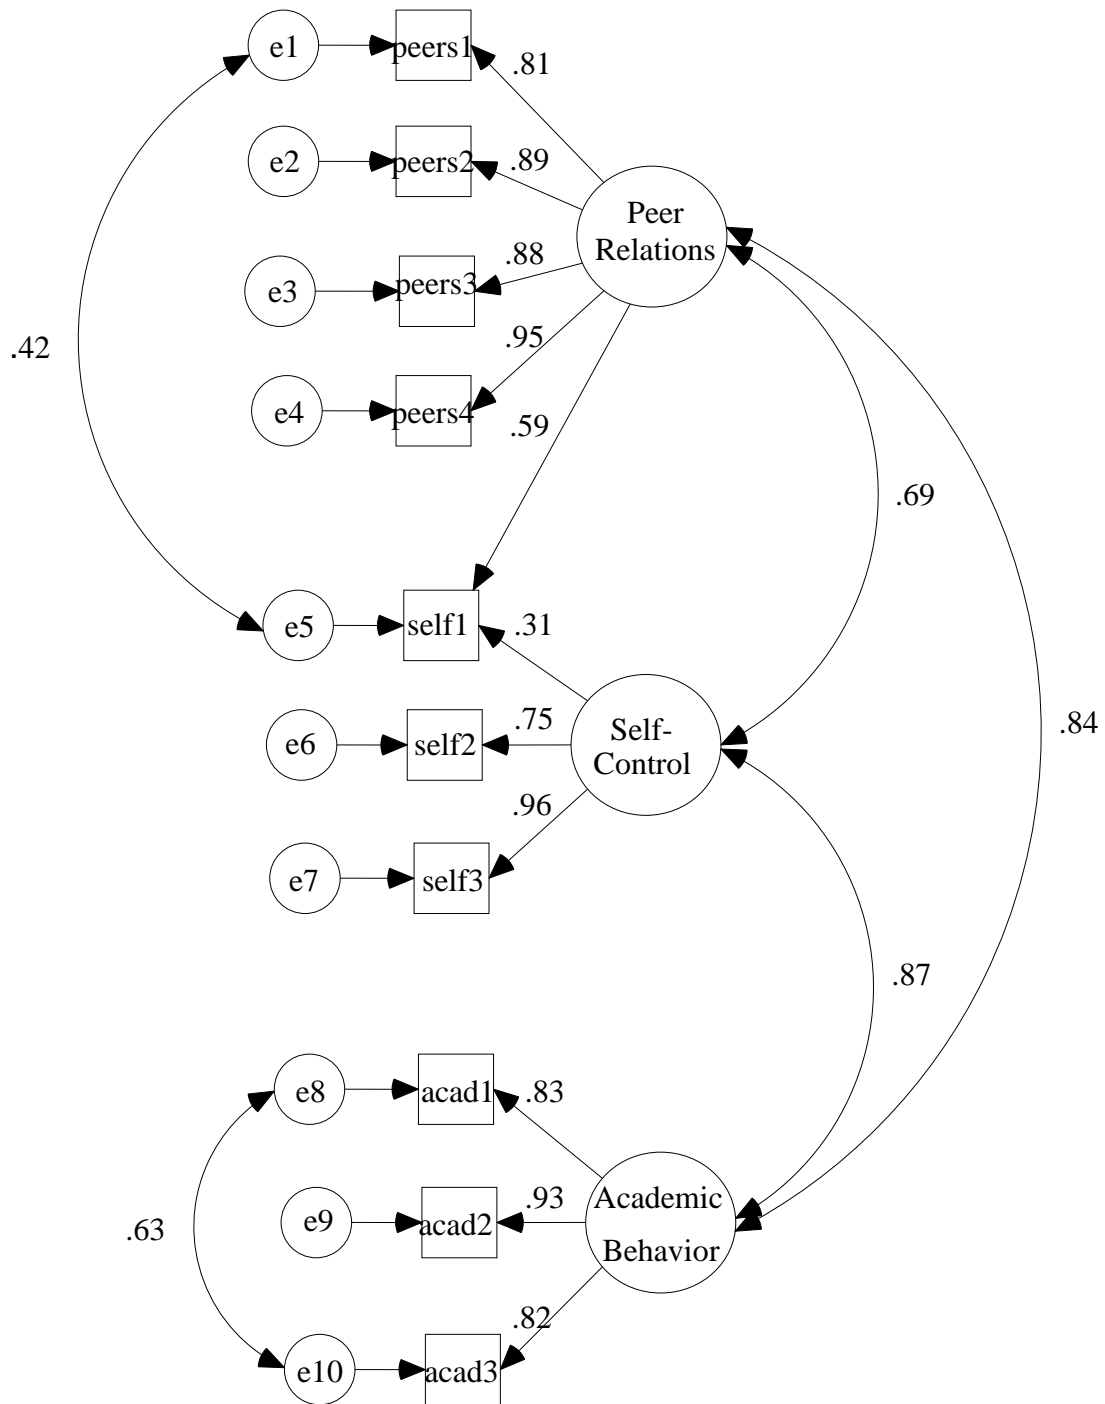 e1
peers1
.81
e2
peers2
.89
Peer
Relations
e3
peers3
.88
.42
e4
peers4
.95
.59
.69
e5
self1
.31
e6
self2
.75
Self-
Control
.84
e7
self3
.96
.87
e8
acad1
.83
.63
e9
acad2
.93
Academic
Behavior
e10
acad3
.82